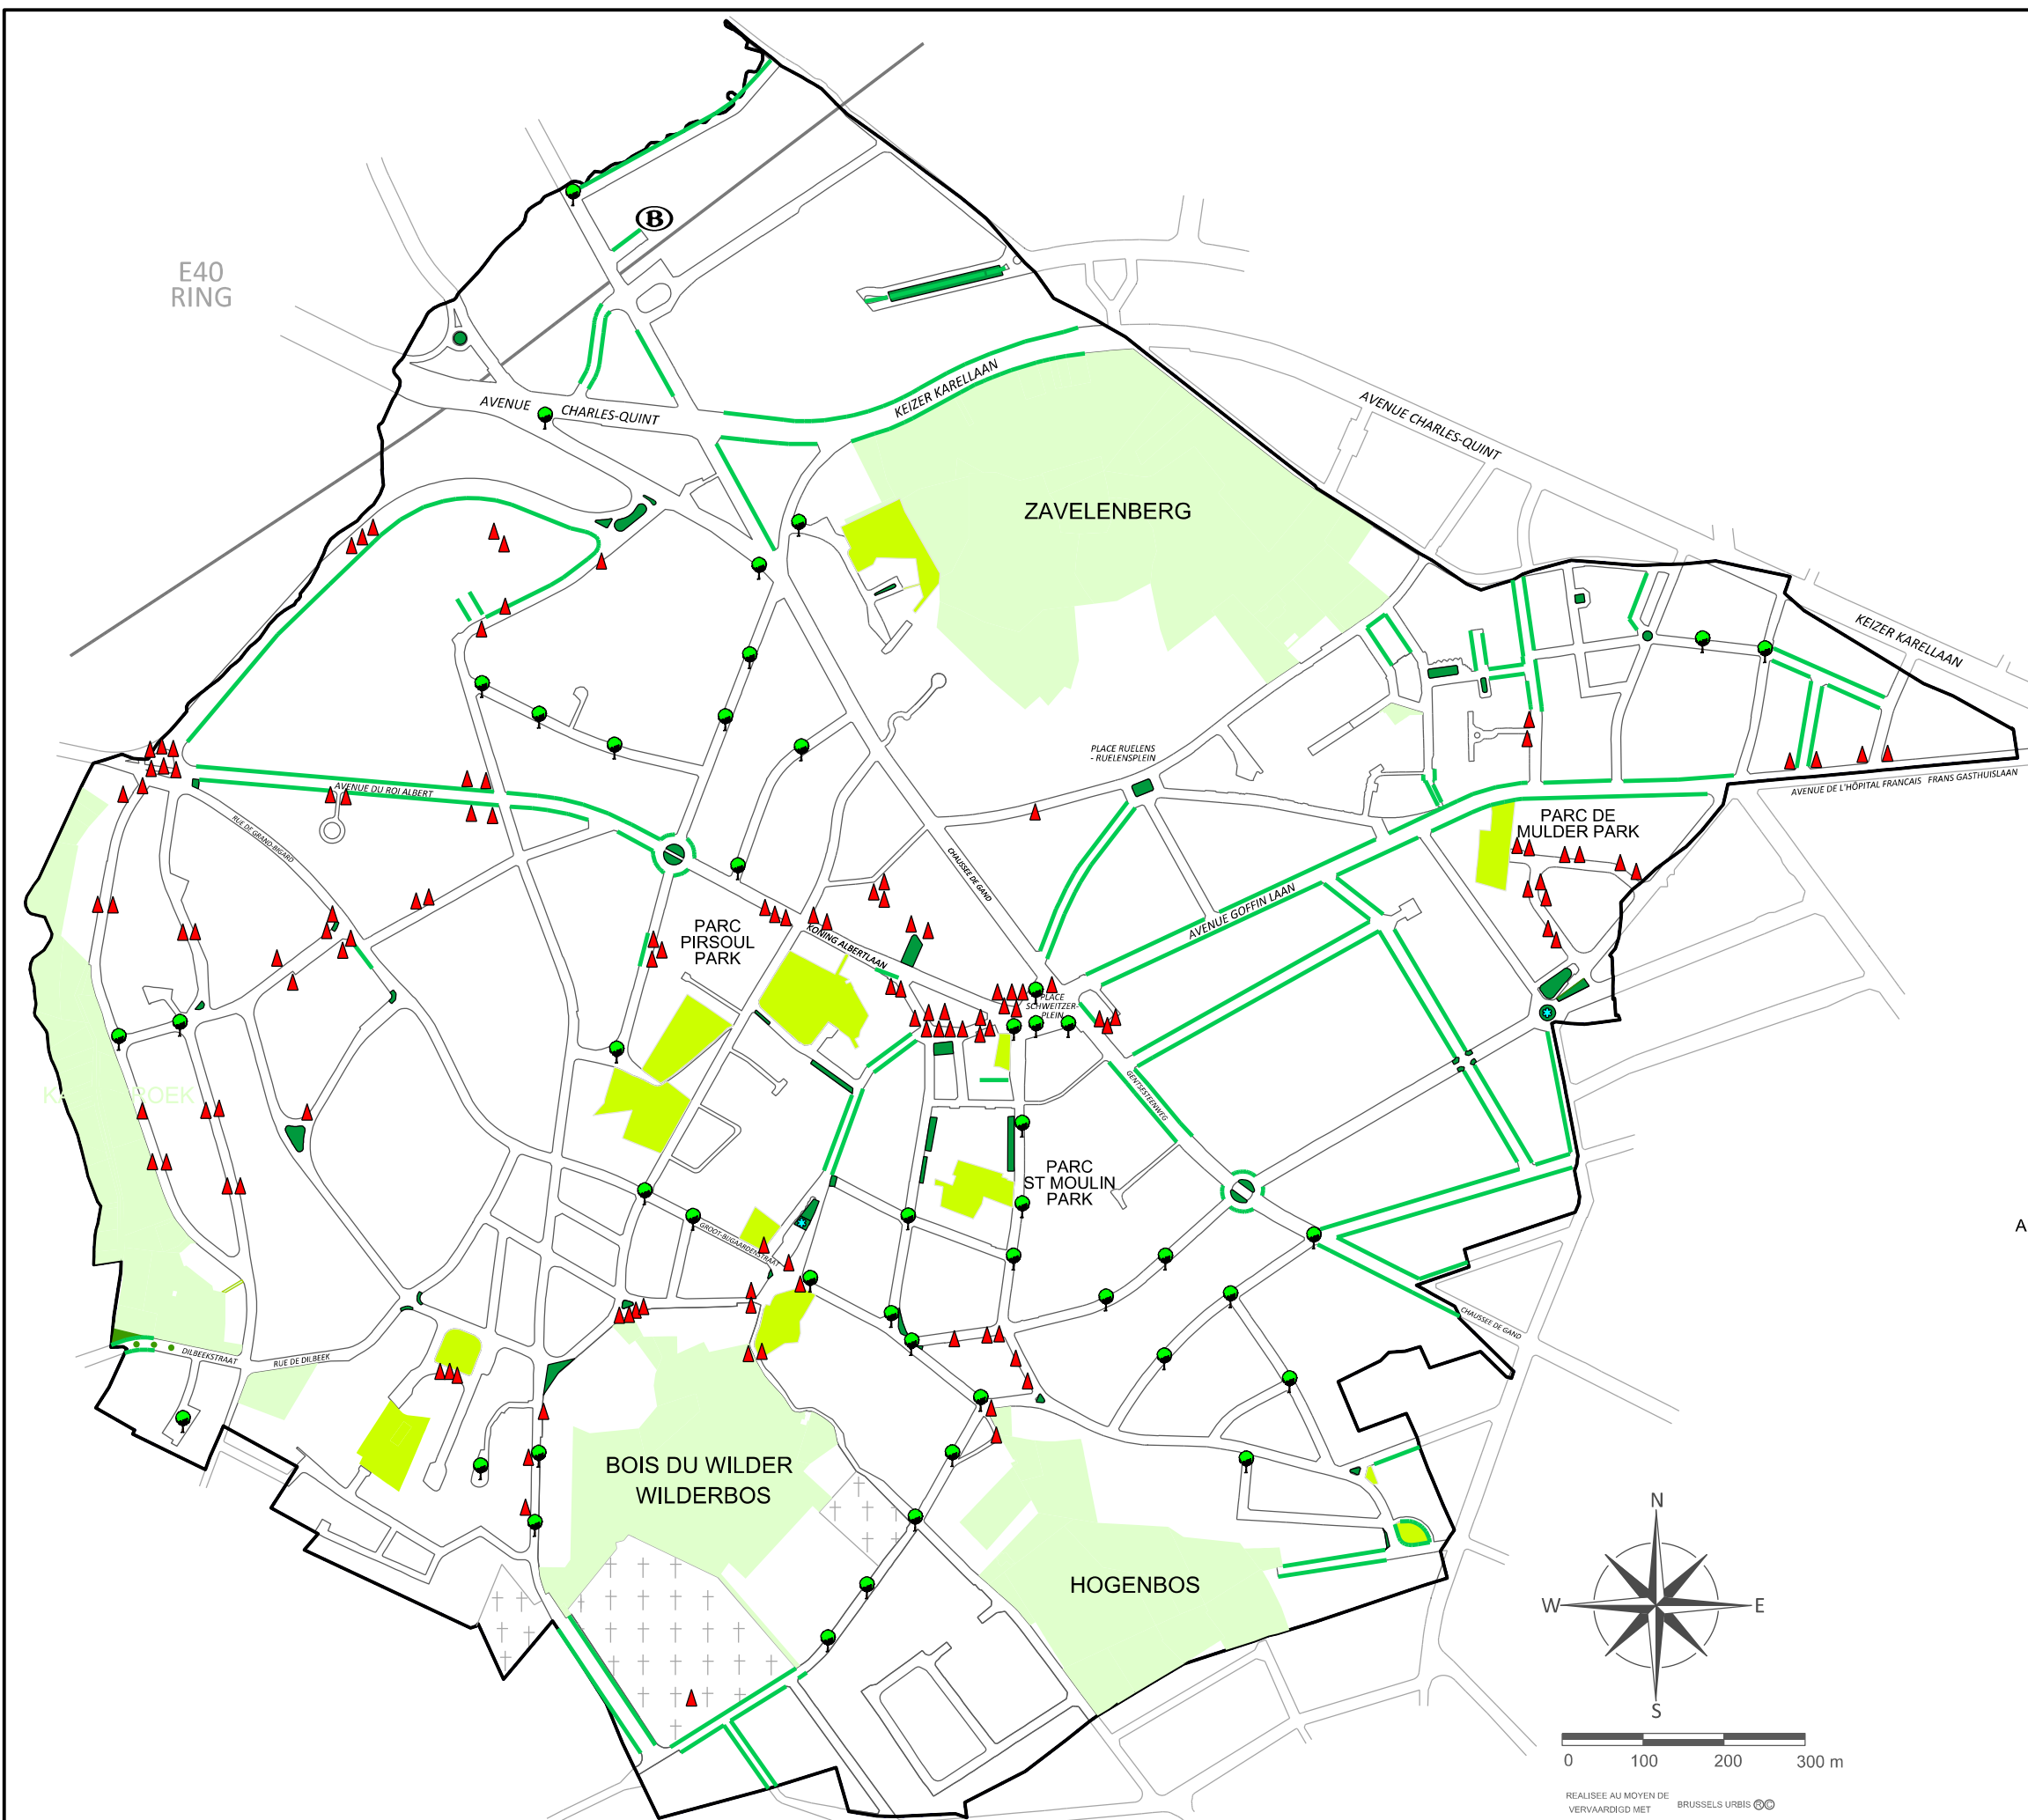 B
E40
RING
AVENUE CHARLES-QUINT
KEIZER KARELLAAN
AVENUE CHARLES-QUINT
ZAVELENBERG
KEIZER KARELLAAN
PLACE RUELENS
- RUELENSPLEIN
AVENUE DU ROI ALBERT
AVENUE DE L'HÔPITAL FRANCAIS FRANS GASTHUISLAAN
RUE DE GRAND-BIGARD
PARC DE
MULDER PARK
CHAUSSEE DE GAND
AVENUE GOFFIN LAAN
PARC
PIRSOUL
PARK
KONING ALBERTLAAN
PLACE
SCHWEITZER-
PLEIN
GENTSESTEENWEG
PARC
ST MOULIN
PARK
GROOT-BIJGAARDENSTRAAT
A
CHAUSSEE DE GAND
DILBEEKSTRAAT
RUE DE DILBEEK
BOIS DU WILDER
WILDERBOS
HOGENBOS
N
W
E
S
0 100 200 300 m
REALISEE AU MOYEN DE
VERVAARDIGD MET
BRUSSELS URBIS ®©